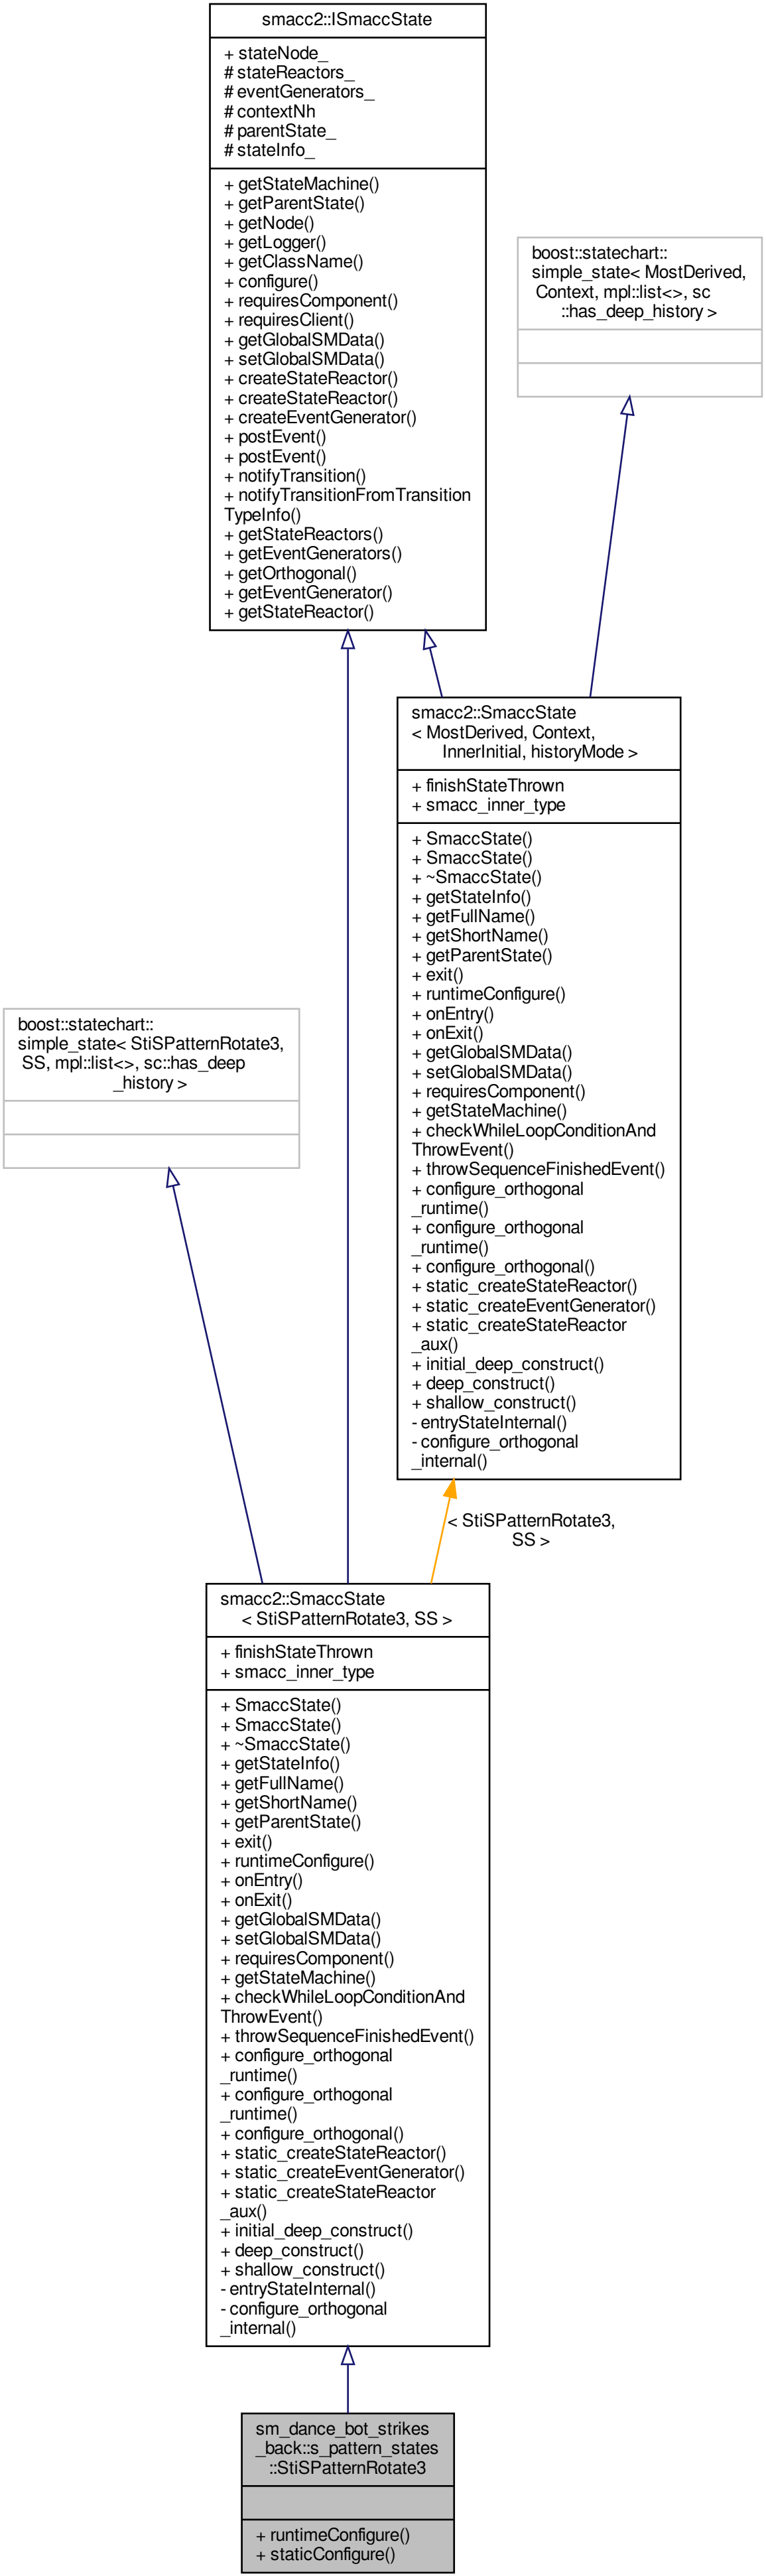 smacc2::ISmaccState
+ stateNode_
# stateReactors_
# eventGenerators_
# contextNh
# parentState_
# stateInfo_
+ getStateMachine()
+ getParentState()
+ getNode()
+ getLogger()
+ getClassName()
+ configure()
+ requiresComponent()
+ requiresClient()
+ getGlobalSMData()
+ setGlobalSMData()
+ createStateReactor()
+ createStateReactor()
+ createEventGenerator()
+ postEvent()
+ postEvent()
+ notifyTransition()
+ notifyTransitionFromTransition
TypeInfo()
+ getStateReactors()
+ getEventGenerators()
+ getOrthogonal()
+ getEventGenerator()
+ getStateReactor()
boost::statechart::
simple_state< MostDerived,
Context, mpl::list<>, sc
::has_deep_history >
smacc2::SmaccState
< MostDerived, Context,
InnerInitial, historyMode >
+ finishStateThrown
+ smacc_inner_type
+ SmaccState()
+ SmaccState()
+ ~SmaccState()
+ getStateInfo()
+ getFullName()
+ getShortName()
+ getParentState()
+ exit()
+ runtimeConfigure()
+ onEntry()
+ onExit()
+ getGlobalSMData()
+ setGlobalSMData()
+ requiresComponent()
+ getStateMachine()
+ checkWhileLoopConditionAnd
ThrowEvent()
+ throwSequenceFinishedEvent()
+ configure_orthogonal
_runtime()
+ configure_orthogonal
_runtime()
+ configure_orthogonal()
+ static_createStateReactor()
+ static_createEventGenerator()
+ static_createStateReactor
_aux()
+ initial_deep_construct()
+ deep_construct()
+ shallow_construct()
- entryStateInternal()
- configure_orthogonal
_internal()
boost::statechart::
simple_state< StiSPatternRotate3,
SS, mpl::list<>, sc::has_deep
_history >
< StiSPatternRotate3,
SS >
smacc2::SmaccState
< StiSPatternRotate3, SS >
+ finishStateThrown
+ smacc_inner_type
+ SmaccState()
+ SmaccState()
+ ~SmaccState()
+ getStateInfo()
+ getFullName()
+ getShortName()
+ getParentState()
+ exit()
+ runtimeConfigure()
+ onEntry()
+ onExit()
+ getGlobalSMData()
+ setGlobalSMData()
+ requiresComponent()
+ getStateMachine()
+ checkWhileLoopConditionAnd
ThrowEvent()
+ throwSequenceFinishedEvent()
+ configure_orthogonal
_runtime()
+ configure_orthogonal
_runtime()
+ configure_orthogonal()
+ static_createStateReactor()
+ static_createEventGenerator()
+ static_createStateReactor
_aux()
+ initial_deep_construct()
+ deep_construct()
+ shallow_construct()
- entryStateInternal()
- configure_orthogonal
_internal()
sm_dance_bot_strikes
_back::s_pattern_states
::StiSPatternRotate3
+ runtimeConfigure()
+ staticConfigure()